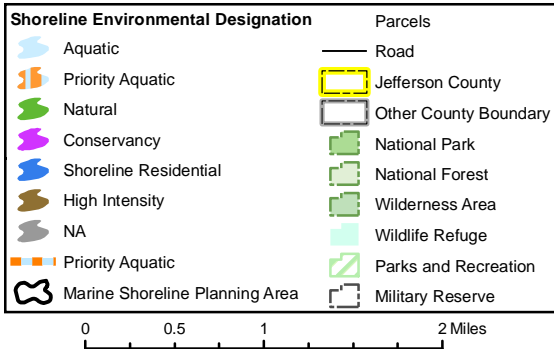 Shoreline Environmental Designation
Aquatic
Priority Aquatic
Natural
Conservancy
Shoreline Residential
High Intensity
NA
Priority Aquatic
Marine Shoreline Planning Area
Parcels
Road
Jefferson County
Other County Boundary
National Park
National Forest
Wilderness Area
Wildlife Refuge
Parks and Recreation
Military Reserve
0 0.5 1 2 Miles